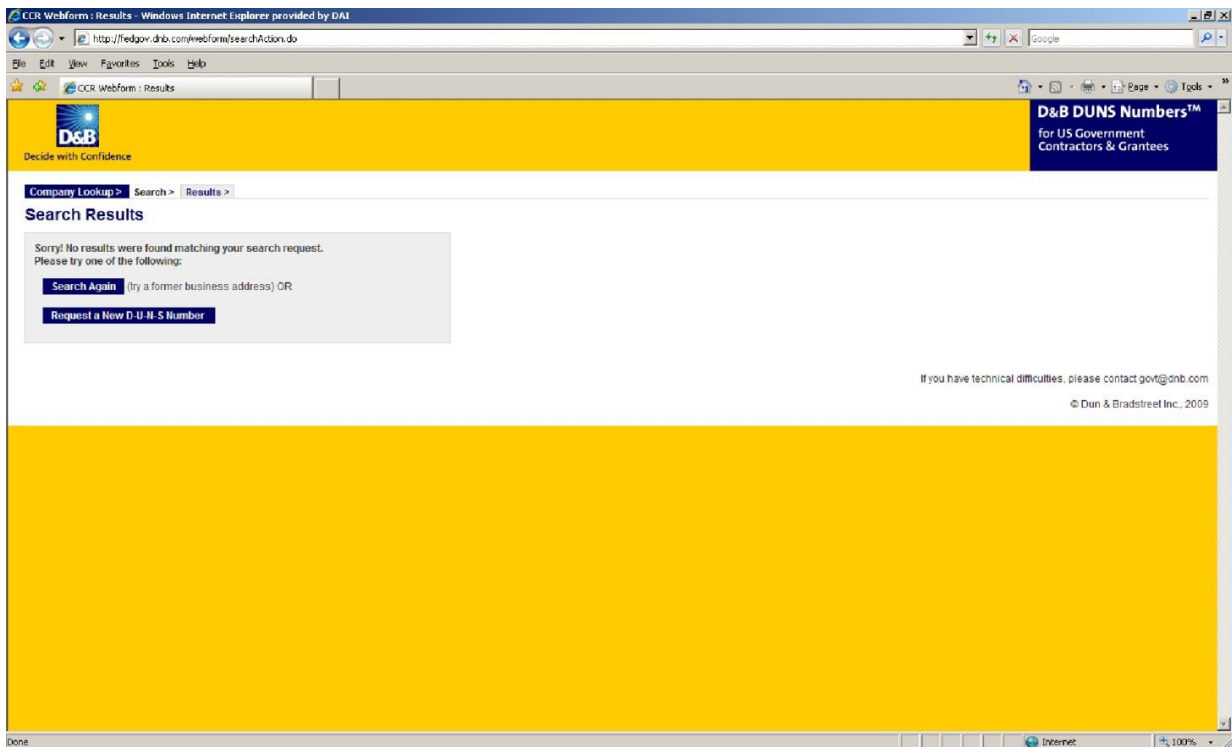 CCR Webform : Results - Windows Internet Explorer provided by DAI
http://fedgov.dnb.com/webform/searchAction.do
Google
File Edit View Favorites Tools Help
CCR Webform : Results
Page Tools »
D&B
Decide with Confidence
D&B DUNS Numbers™
for US Government
Contractors & Grantees
Company Lookup > Search > Results >
Search Results
Sorry! No results were found matching your search request.
Please try one of the following:
Search Again (try a former business address) OR
Request a New D-U-N-S Number
If you have technical difficulties, please contact govt@dnb.com
© Dun & Bradstreet Inc., 2009
Done
Internet
100%